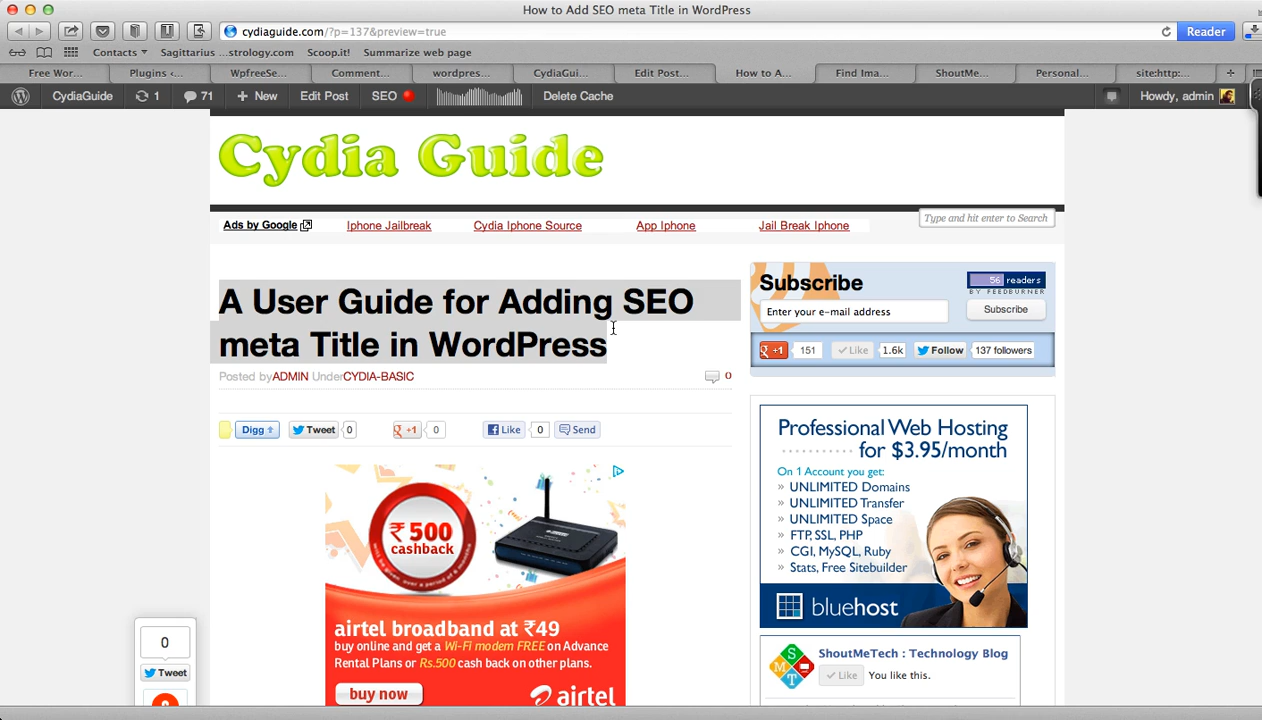 How to Add SEO meta Title in WordPress
cydiaguide.com/?p=137&preview=true
Reader
Contacts
Sagittarius ...strology.com
Scoop.it!
Summarize web page
Free Wor...
Plugins ‹...
WpfreeSe...
Comment...
wordpres...
CydiaGui...
Edit Post...
How to A...
Find Ima...
ShoutMe...
Personal...
site:http:...
CydiaGuide
1
71
+ New
Edit Post
SEO
Delete Cache
Howdy, admin
Cydia Guide
Ads by Google
Iphone Jailbreak
Cydia Iphone Source
App Iphone
Jail Break Iphone
Type and hit enter to Search
A User Guide for Adding SEO
meta Title in WordPress
Posted byADMIN UnderCYDIA-BASIC
0
Digg
Tweet 0
g +1 0
Like 0
Send
₹500
cashback
airtel broadband at ₹49
buy online and get a Wi-Fi modem FREE on Advance
Rental Plans or Rs.500 cash back on other plans.
buy now
airtel
0
Tweet
Subscribe
56 readers
BY FEEDBURNER
Enter your e-mail address
Subscribe
g +1 151
Like 1.6k
Follow 137 followers
Professional Web Hosting
for $3.95/month
On 1 Account you get:
» UNLIMITED Domains
» UNLIMITED Transfer
» UNLIMITED Space
» FTP, SSL, PHP
» CGI, MySQL, Ruby
» Stats, Free Sitebuilder
bluehost
S
M
T
ShoutMeTech : Technology Blog
Like
You like this.